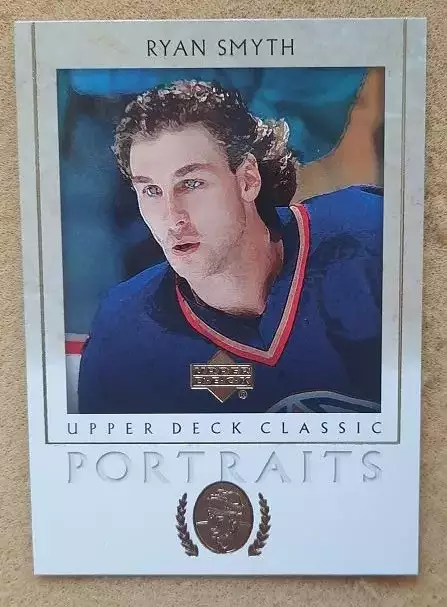 RYAN SMYTH
UPPER
DECK
®
UPPER DECK CLASSIC
PORTRAITS